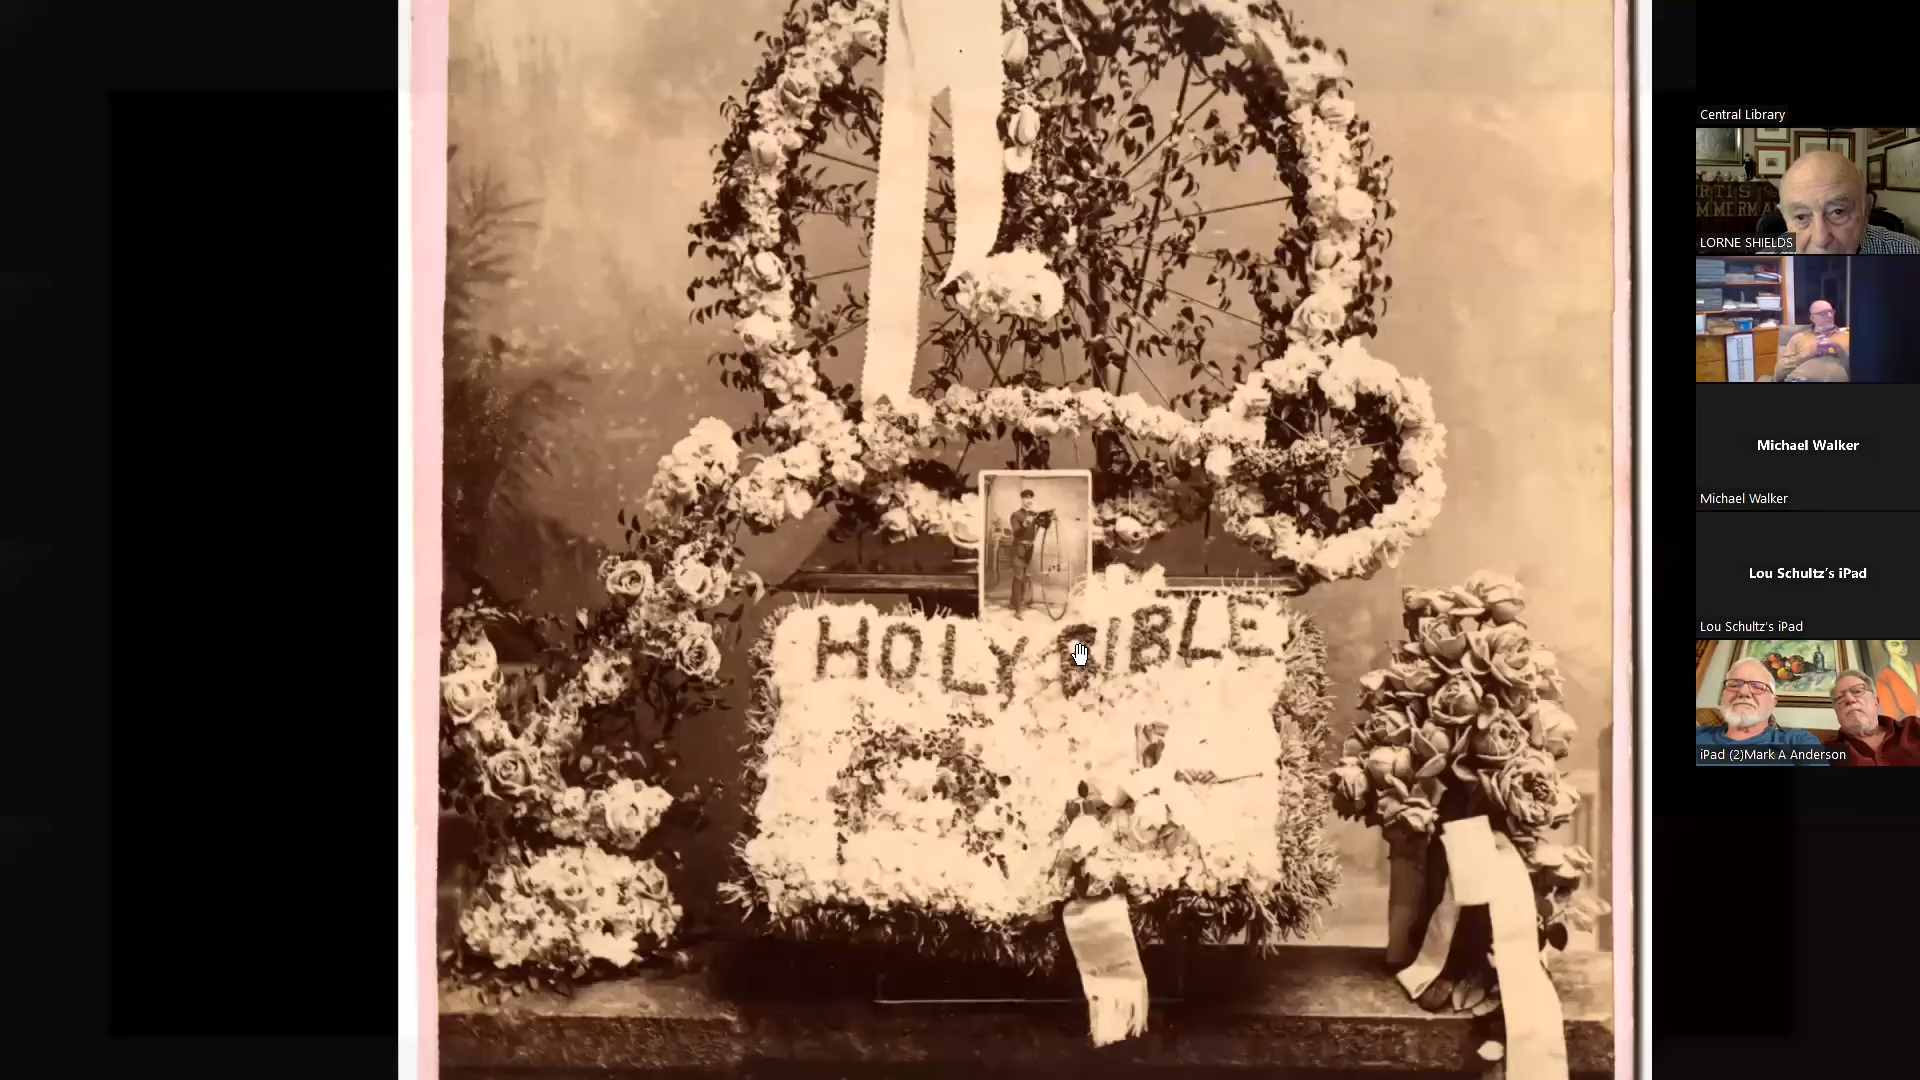 HOLY BIBLE
Central Library
LORNE SHIELDS
Michael Walker
Michael Walker
Lou Schultz's iPad
Lou Schultz's iPad
iPad (2)Mark A Anderson